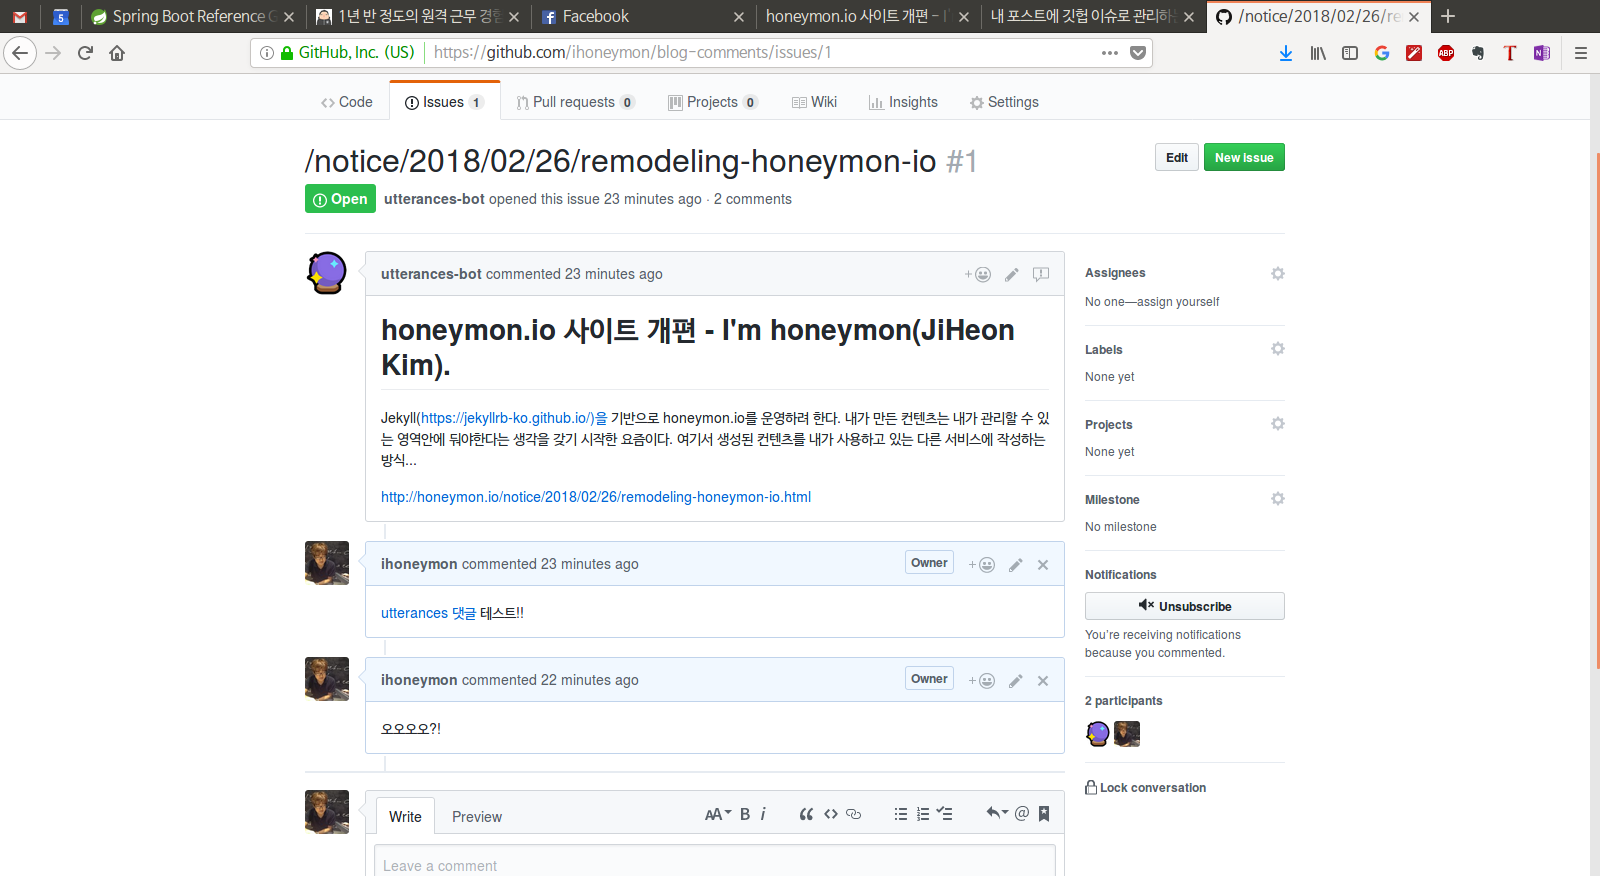 Spring Boot Reference G
1년 반 정도의 원격 근무 경험
Facebook
honeymon.io 사이트 개편 - I'
내 포스트에 깃헙 이슈로 관리하는
/notice/2018/02/26/re
GitHub, Inc. (US)
https://github.com/ihoneymon/blog-comments/issues/1
Code
Issues 1
Pull requests 0
Projects 0
Wiki
Insights
Settings
/notice/2018/02/26/remodeling-honeymon-io #1
Edit
New issue
Open
utterances-bot opened this issue 23 minutes ago · 2 comments
utterances-bot commented 23 minutes ago
honeymon.io 사이트 개편 - I'm honeymon(JiHeon
Kim).
Jekyll(https://jekyllrb-ko.github.io/)을 기반으로 honeymon.io를 운영하려 한다. 내가 만든 컨텐츠는 내가 관리할 수 있
는 영역안에 둬야한다는 생각을 갖기 시작한 요즘이다. 여기서 생성된 컨텐츠를 내가 사용하고 있는 다른 서비스에 작성하는
방식...
http://honeymon.io/notice/2018/02/26/remodeling-honeymon-io.html
ihoneymon commented 23 minutes ago
Owner
utterances 댓글 테스트!!
ihoneymon commented 22 minutes ago
Owner
오오오오?!
Write
Preview
AA B i
Leave a comment
Assignees
No one—assign yourself
Labels
None yet
Projects
None yet
Milestone
No milestone
Notifications
Unsubscribe
You're receiving notifications
because you commented.
2 participants
Lock conversation